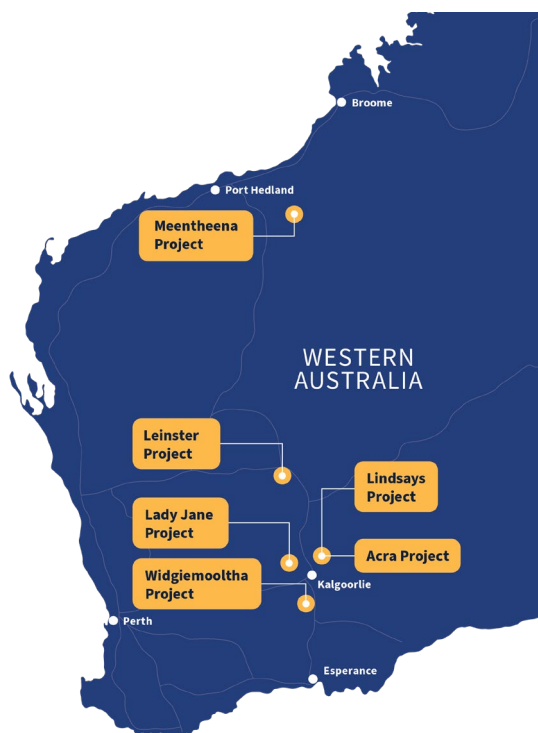 Broome
Port Hedland
Meentheena
Project
WESTERN
AUSTRALIA
Leinster
Project
Lindsays
Project
Lady Jane
Project
Acra Project
Widgiemooltha
Project
Kalgoorlie
Perth
Esperance